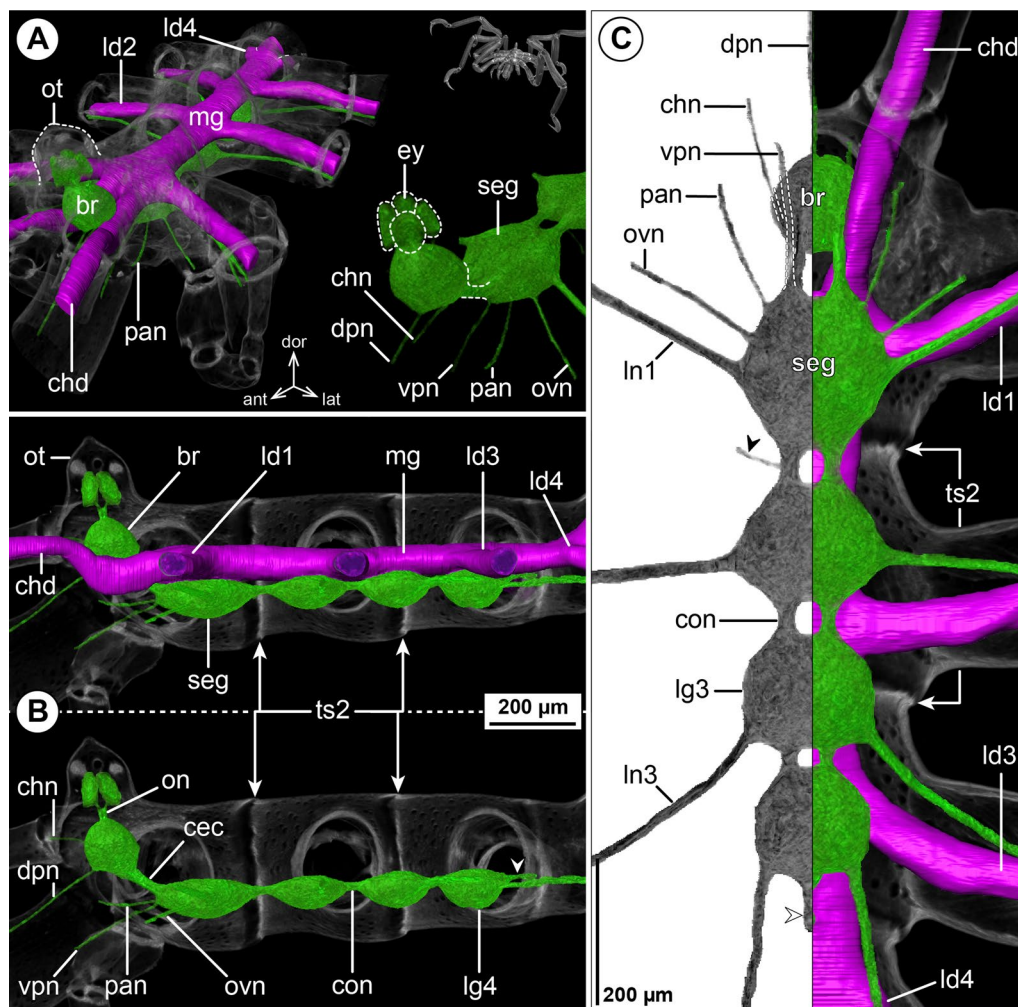 A
ld4
ld2
ot
mg
br
chd
pan
dor
ant
lat
ey
seg
chn
dpn
vpn
pan
ovn
ot
br
ld1
mg
ld3
ld4
chd
seg
ts2
200 µm
B
chn
on
cec
dpn
vpn
pan
ovn
con
lg4
C
dpn
chd
chn
vpn
br
pan
ovn
seg
ln1
ld1
ts2
con
lg3
ld3
ln3
200 µm
ld4